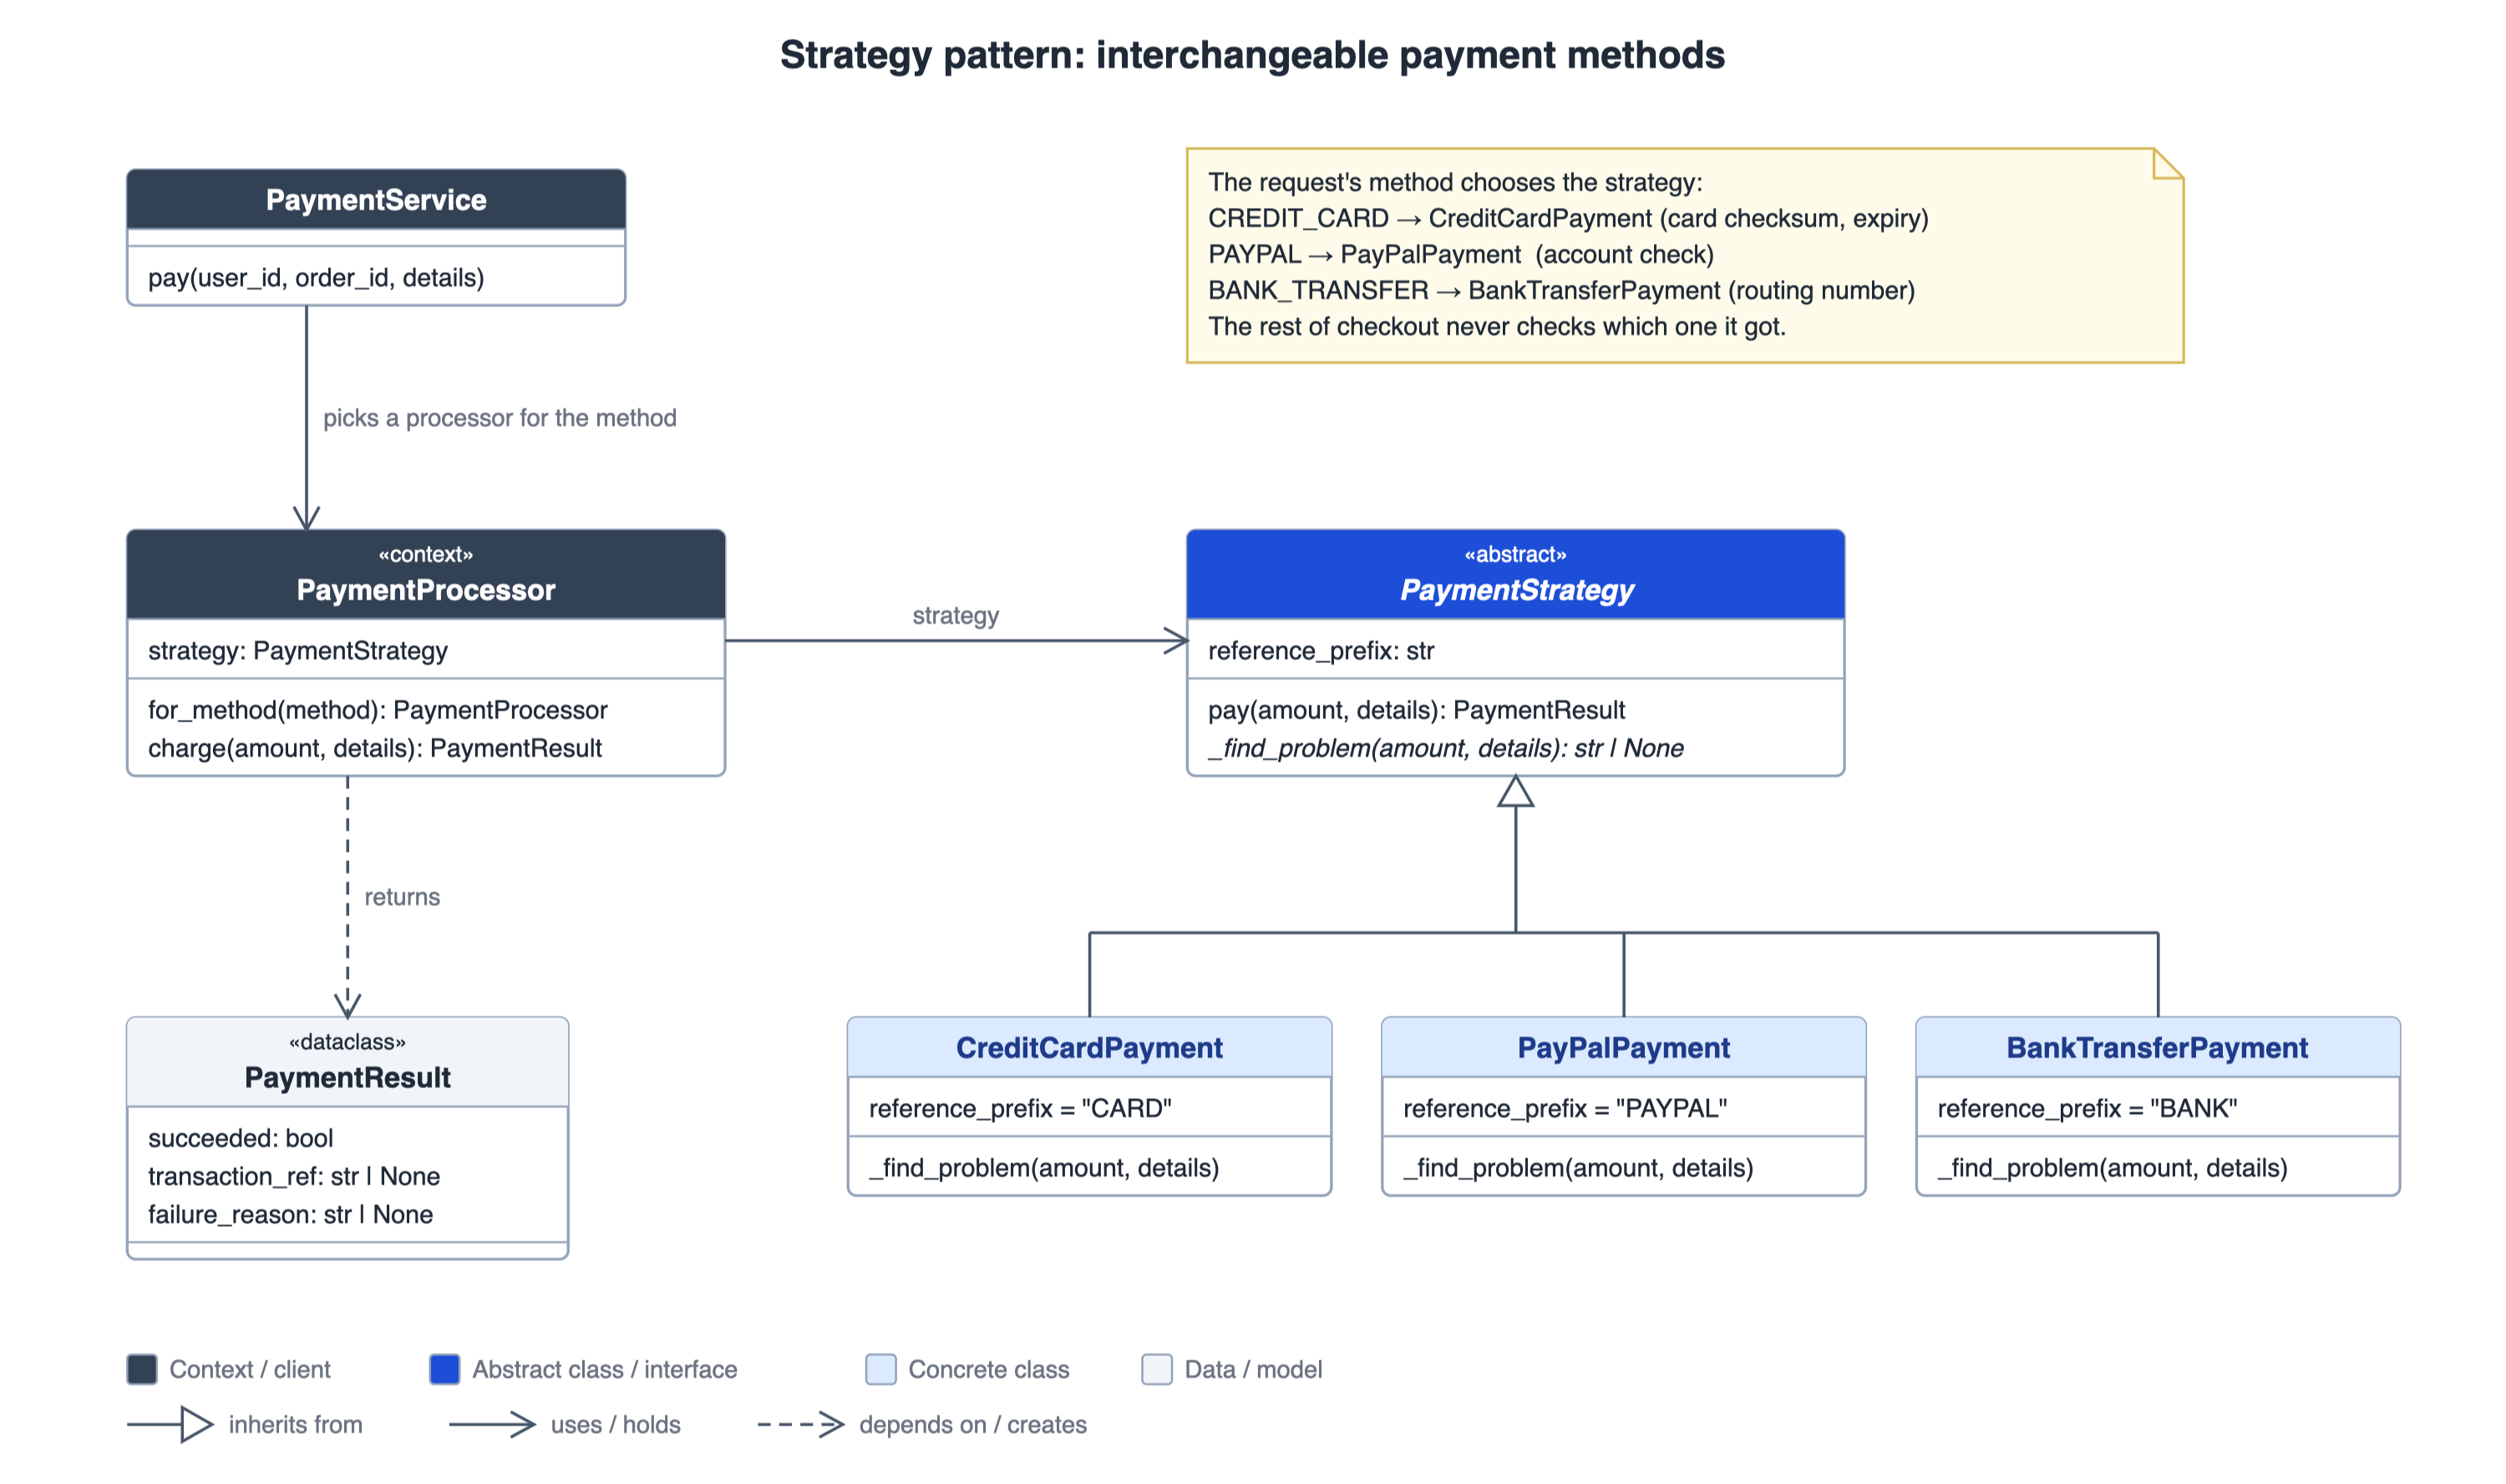 Strategy pattern: interchangeable payment methods
PaymentService
pay(user_id, order_id, details)
The request's method chooses the strategy:
CREDIT_CARD → CreditCardPayment (card checksum, expiry)
PAYPAL → PayPalPayment  (account check)
BANK_TRANSFER → BankTransferPayment (routing number)
The rest of checkout never checks which one it got.
picks a processor for the method
«context»
PaymentProcessor
strategy: PaymentStrategy
for_method(method): PaymentProcessor
charge(amount, details): PaymentResult
strategy
«abstract»
PaymentStrategy
reference_prefix: str
pay(amount, details): PaymentResult
_find_problem(amount, details): str | None
returns
«dataclass»
PaymentResult
succeeded: bool
transaction_ref: str | None
failure_reason: str | None
CreditCardPayment
reference_prefix = "CARD"
_find_problem(amount, details)
PayPalPayment
reference_prefix = "PAYPAL"
_find_problem(amount, details)
BankTransferPayment
reference_prefix = "BANK"
_find_problem(amount, details)
Context / client
Abstract class / interface
Concrete class
Data / model
inherits from
uses / holds
depends on / creates